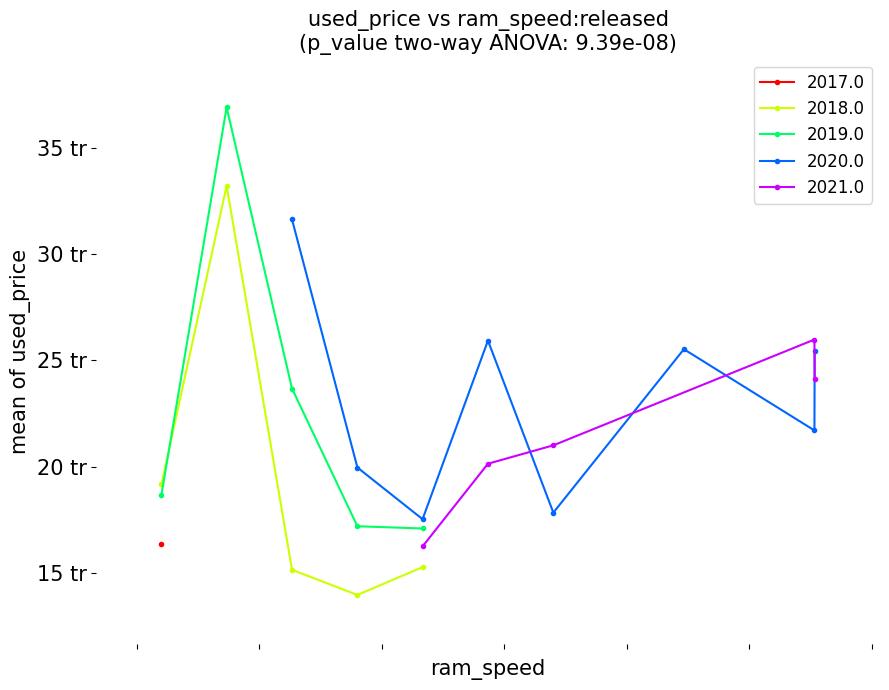 used_price vs ram_speed:released
(p_value two-way ANOVA: 9.39e-08)
2017.0
2018.0
2019.0
2020.0
2021.0
35 tr
30 tr
25 tr
20 tr
15 tr
mean of used_price
ram_speed